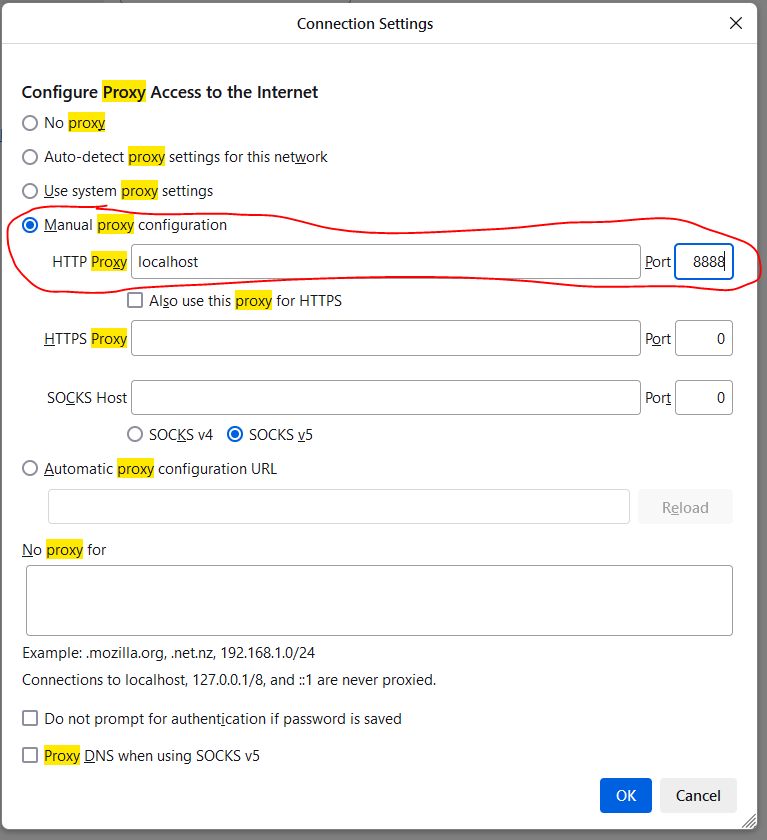 Connection Settings
Configure Proxy Access to the Internet
No proxy
Auto-detect proxy settings for this network
Use system proxy settings
Manual proxy configuration
HTTP Proxy localhost Port 8888
Also use this proxy for HTTPS
HTTPS Proxy Port 0
SOCKS Host Port 0
SOCKS v4 SOCKS v5
Automatic proxy configuration URL
Reload
No proxy for
Example: .mozilla.org, .net.nz, 192.168.1.0/24
Connections to localhost, 127.0.0.1/8, and ::1 are never proxied.
Do not prompt for authentication if password is saved
Proxy DNS when using SOCKS v5
OK Cancel